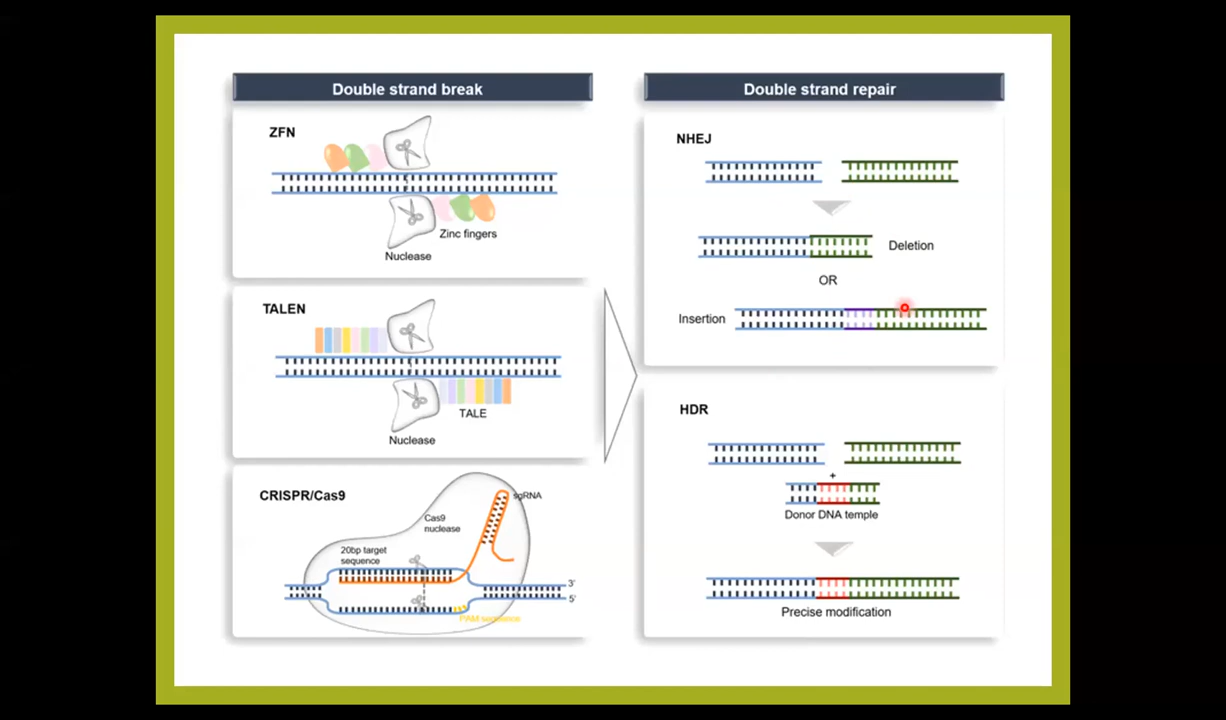 Double strand break
ZFN
Zinc fingers
Nuclease
TALEN
TALE
Nuclease
CRISPR/Cas9
sgRNA
Cas9
nuclease
20bp target
sequence
3'
5'
PAM sequence
Double strand repair
NHEJ
Deletion
OR
Insertion
HDR
+
Donor DNA temple
Precise modification